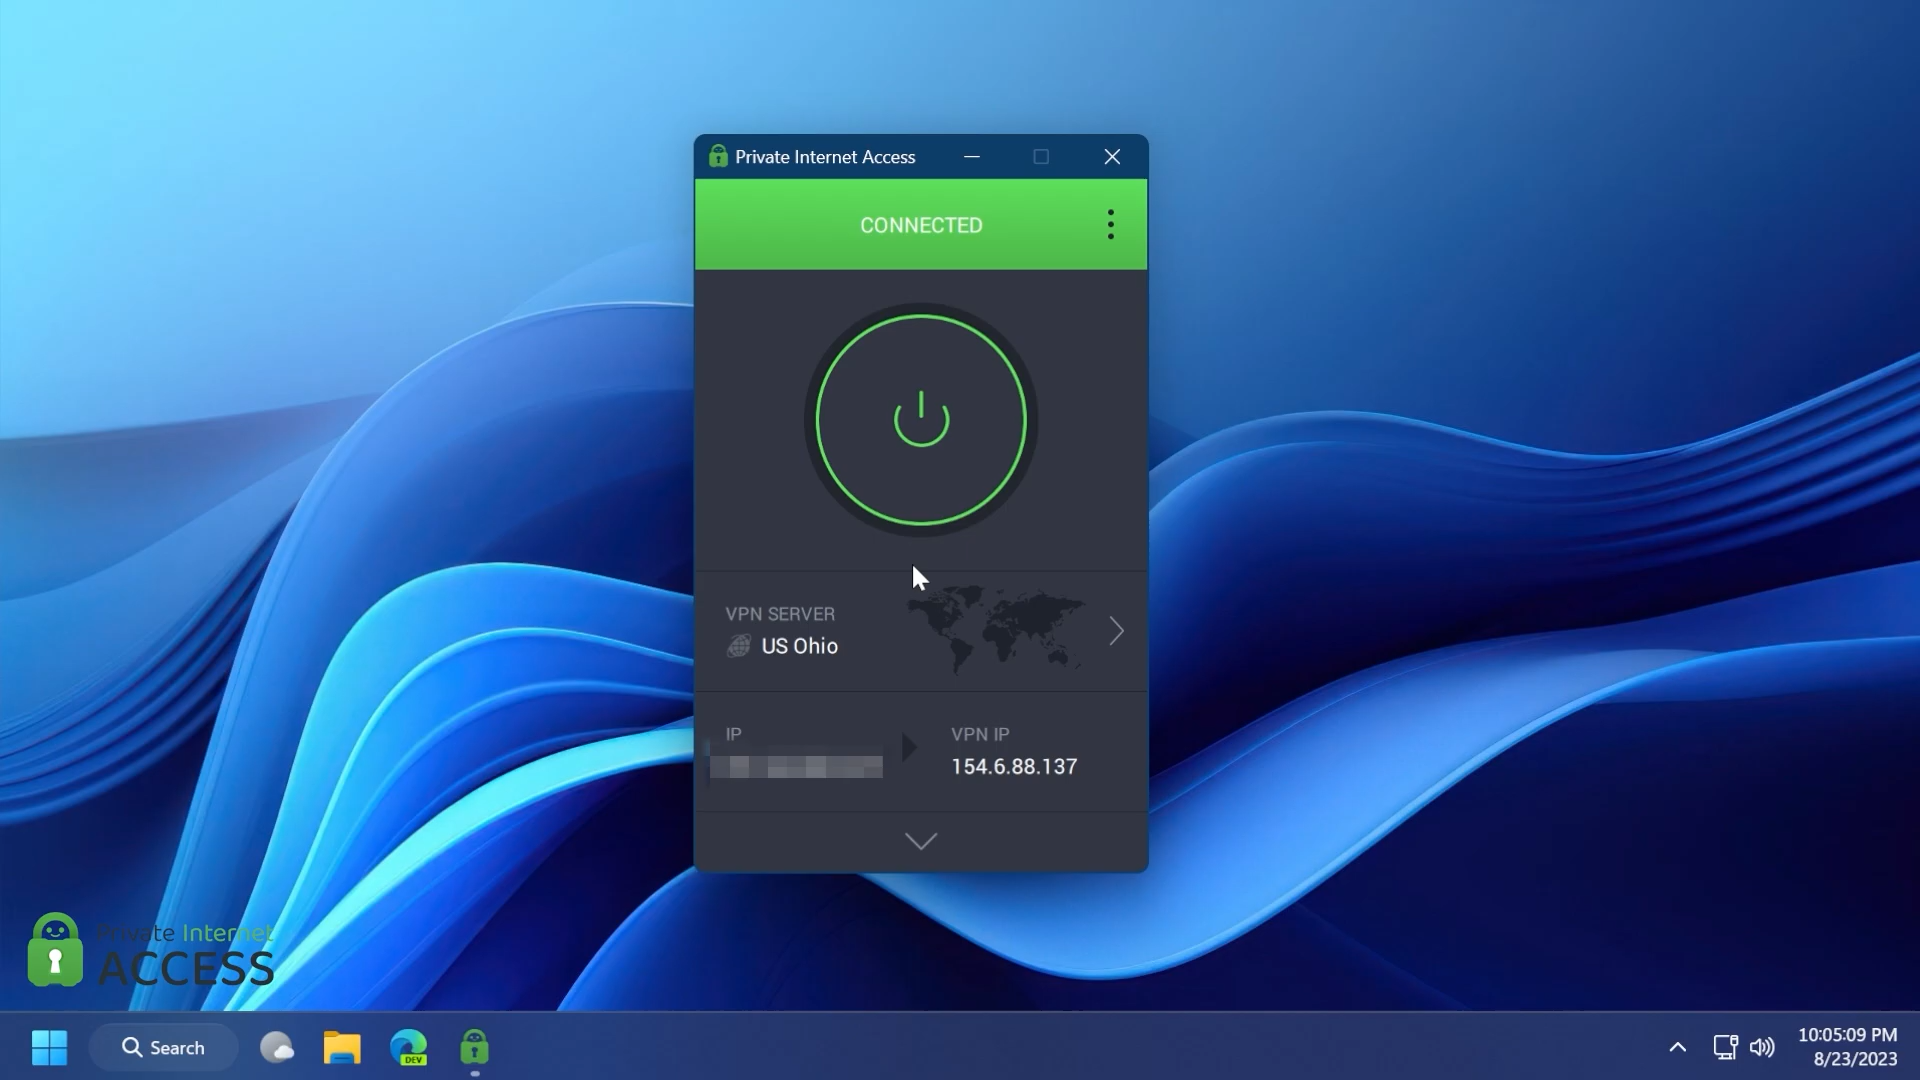 Private Internet Access
CONNECTED
VPN SERVER
US Ohio
IP
VPN IP
154.6.88.137
Private Internet
ACCESS
Search
DEV
10:05:09 PM
8/23/2023